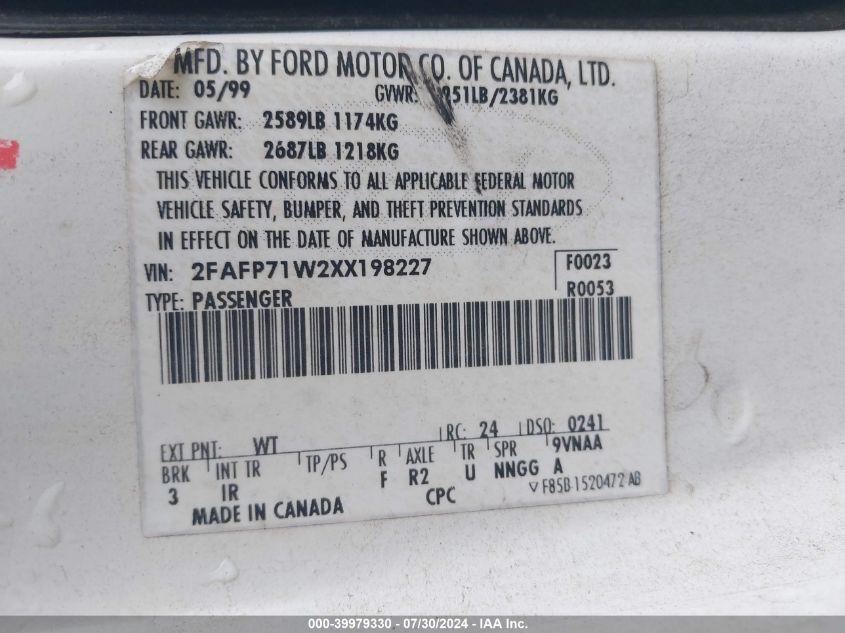 MFD. BY FORD MOTOR CO. OF CANADA, LTD.
DATE: 05/99 GVWR: 251LB/2381KG
FRONT GAWR: 2589LB 1174KG
REAR GAWR: 2687LB 1218KG
THIS VEHICLE CONFORMS TO ALL APPLICABLE FEDERAL MOTOR
VEHICLE SAFETY, BUMPER, AND THEFT PREVENTION STANDARDS
IN EFFECT ON THE DATE OF MANUFACTURE SHOWN ABOVE.
VIN: 2FAFP71W2XX198227 F0023
TYPE: PASSENGER R0053
EXT PNT: WT RC: 24 DSO: 0241
BRK INT TR TP/PS R AXLE TR SPR 9VNAA
3 IR F R2 U NNGG A
MADE IN CANADA CPC ▽ F85B 1520472 AB
000-39979330 - 07/30/2024 - IAA Inc.